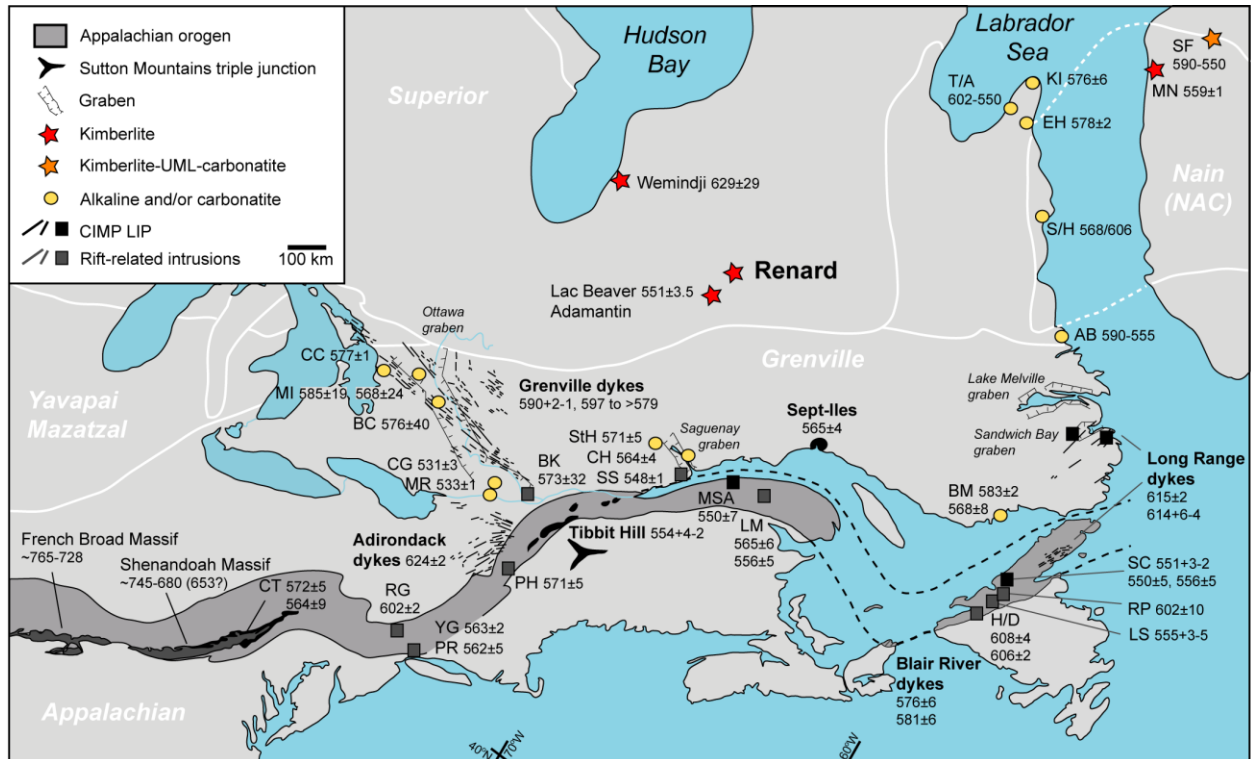 Appalachian orogen
Sutton Mountains triple junction
Graben
Kimberlite
Kimberlite-UML-carbonatite
Alkaline and/or carbonatite
CIMP LIP
Rift-related intrusions
100 km
Hudson
Bay
Labrador
Sea
Superior
SF
590-550
MN 559±1
KI 576±6
T/A
602-550
EH 578±2
Nain
(NAC)
Wemindji 629±29
S/H 568/606
Renard
Lac Beaver 551±3.5
Adamantin
AB 590-555
Ottawa
graben
Grenville
CC 577±1
MI 585±19, 568±24
BC 576±40
Grenville dykes
590+2-1, 597 to >579
Lake Melville
graben
Sandwich Bay
graben
Yavapai
Mazatzal
Sept-Iles
565±4
StH 571±5
CH 564±4
SS 548±1
Saguenay
graben
CG 531±3
MR 533±1
BK
573±32
Long Range
dykes
615±2
614+6-4
BM 583±2
568±8
MSA
550±7
LM
565±6
556±5
Tibbit Hill 554+4-2
Adirondack
dykes 624±2
French Broad Massif
~765-728
Shenandoah Massif
~745-680 (653?)
CT 572±5
564±9
PH 571±5
RG
602±2
YG 563±2
PR 562±5
SC 551+3-2
550±5, 556±5
RP 602±10
LS 555+3-5
H/D
608±4
606±2
Blair River
dykes
576±6
581±6
Appalachian
40°N
70°W
60°W